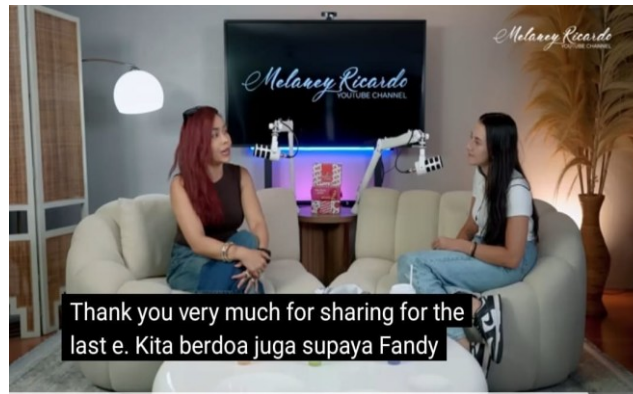 Melaney Ricardo
YOUTUBE CHANNEL
Melaney Ricardo
YOUTUBE CHANNEL
Thank you very much for sharing for the
last e. Kita berdoa juga supaya Fandy